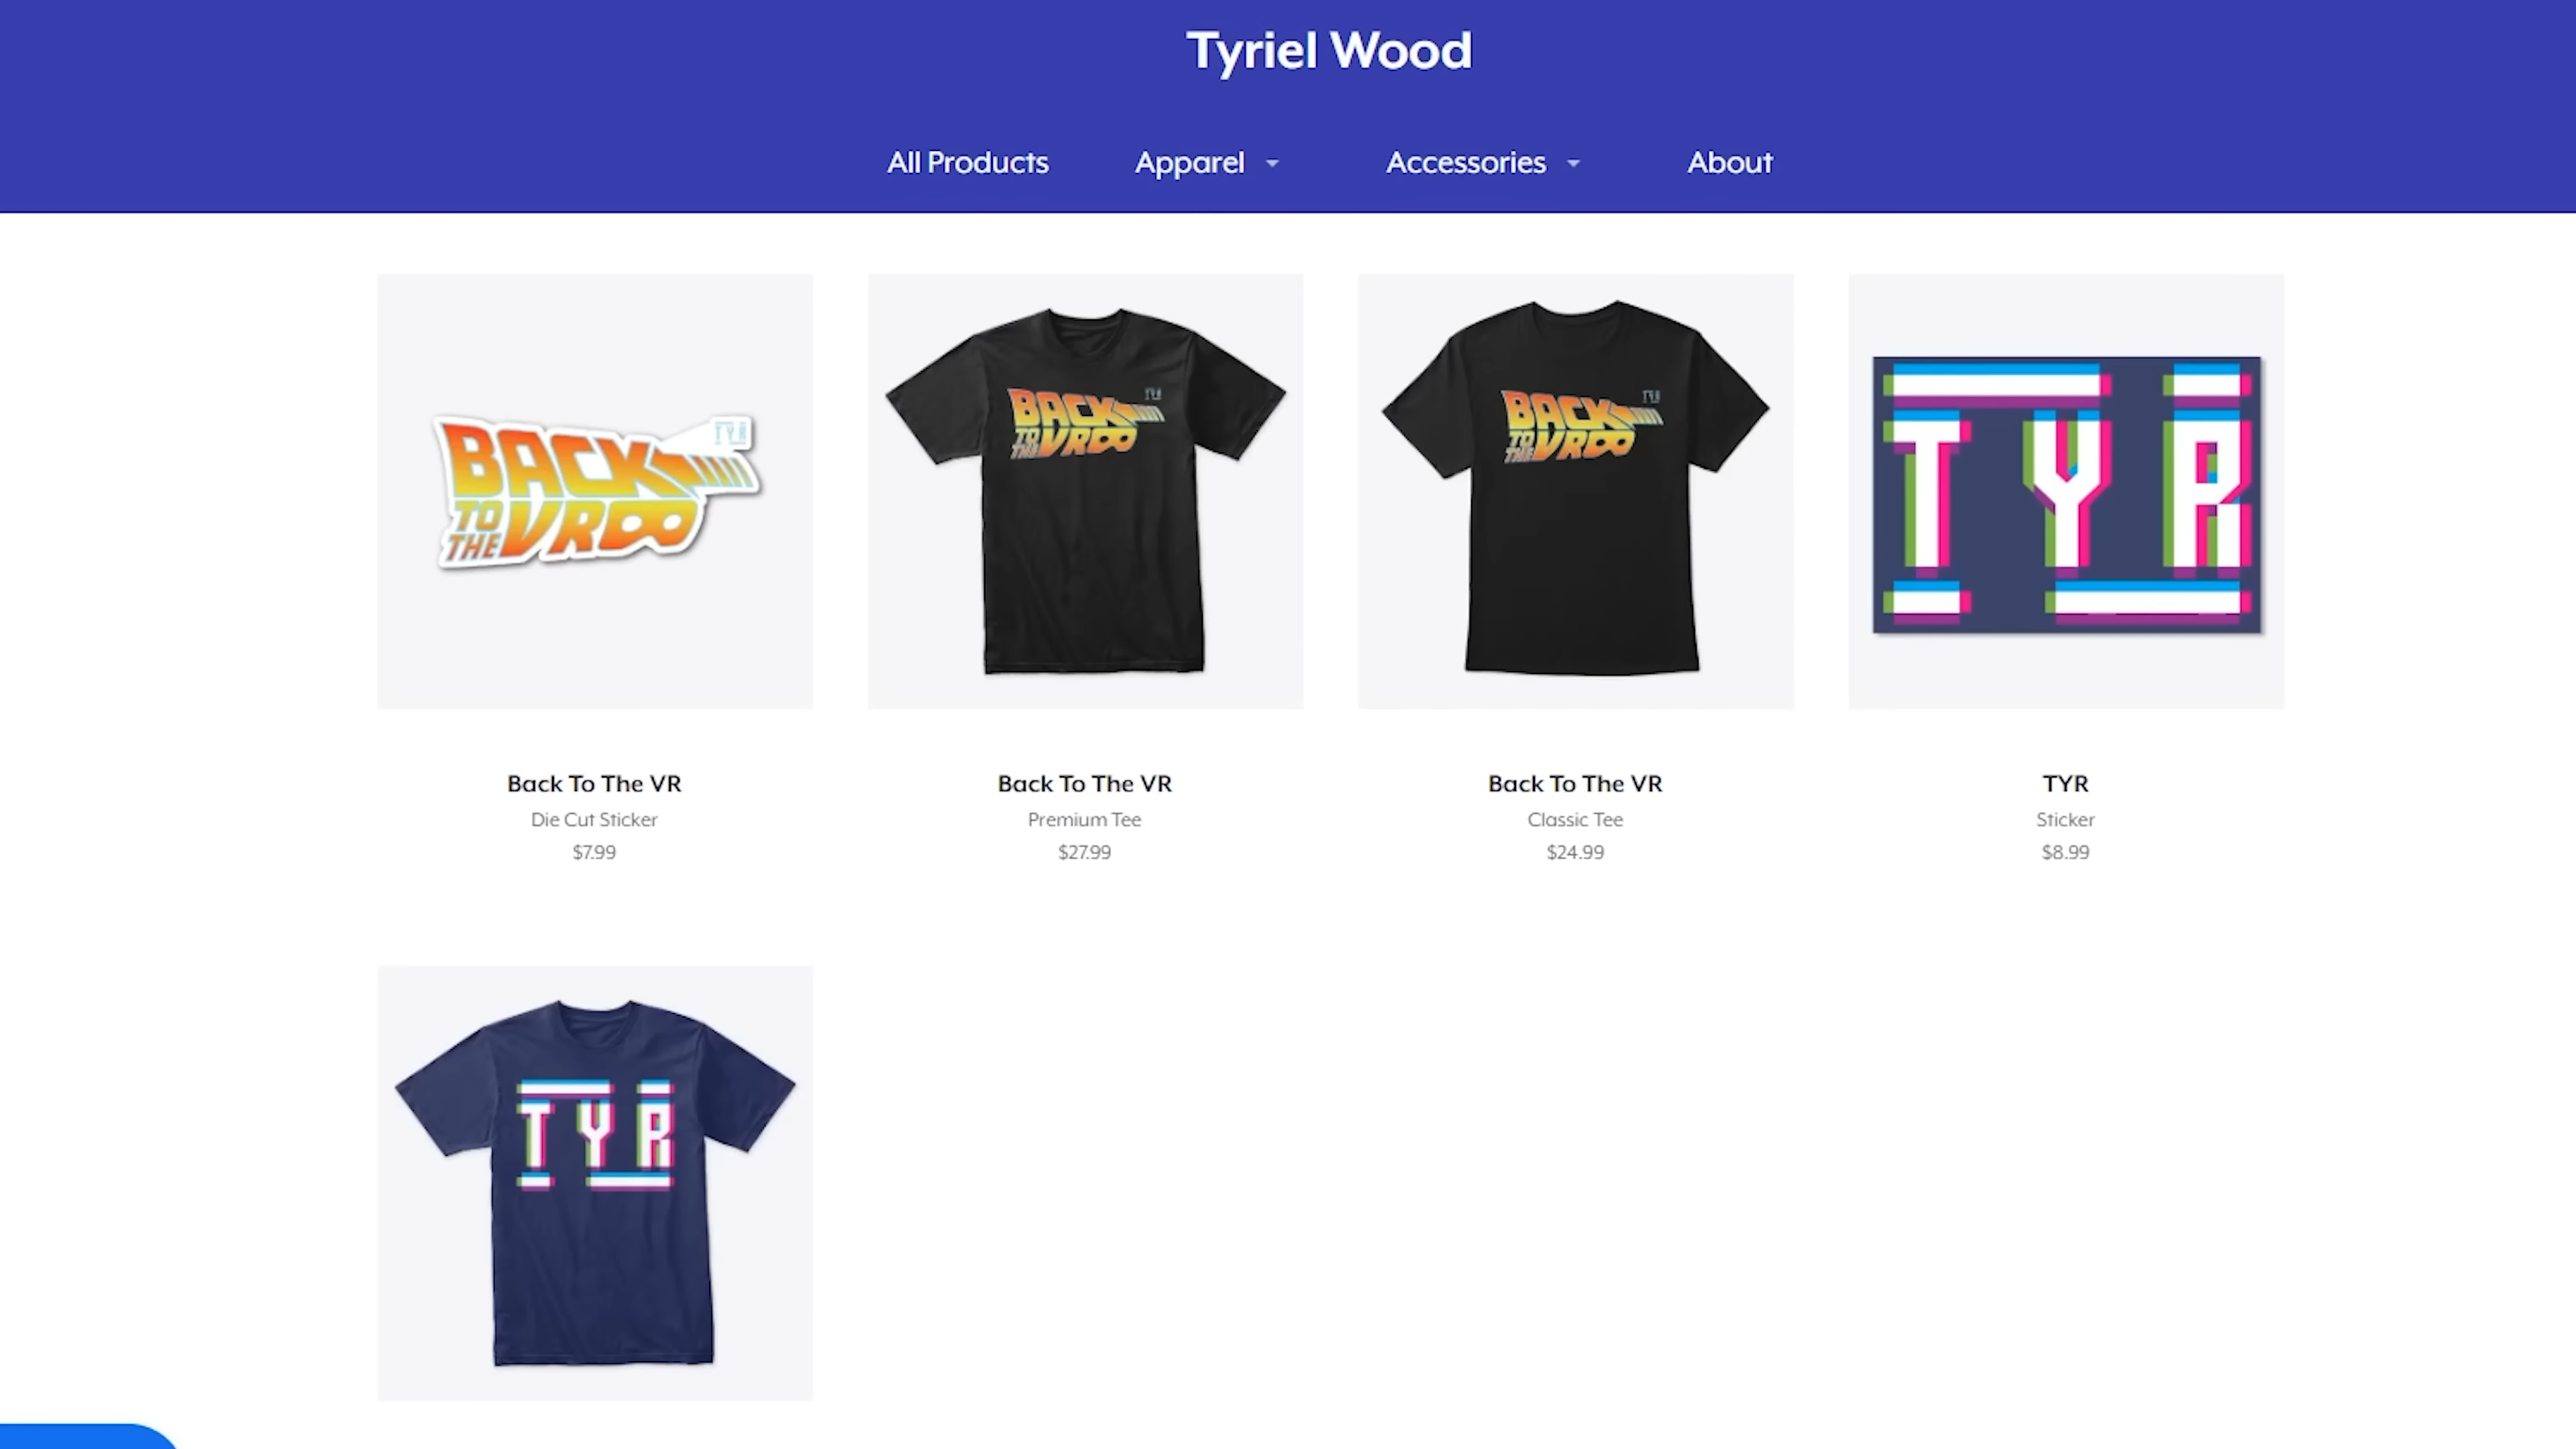 Tyriel Wood
All Products Apparel Accessories About
BACK
TO
THE VR
TYR
BACK
TO
THE VR
TYR
BACK
TO
THE VR
TYR
TYR
Back To The VR
Die Cut Sticker
$7.99
Back To The VR
Premium Tee
$27.99
Back To The VR
Classic Tee
$24.99
TYR
Sticker
$8.99
TYR